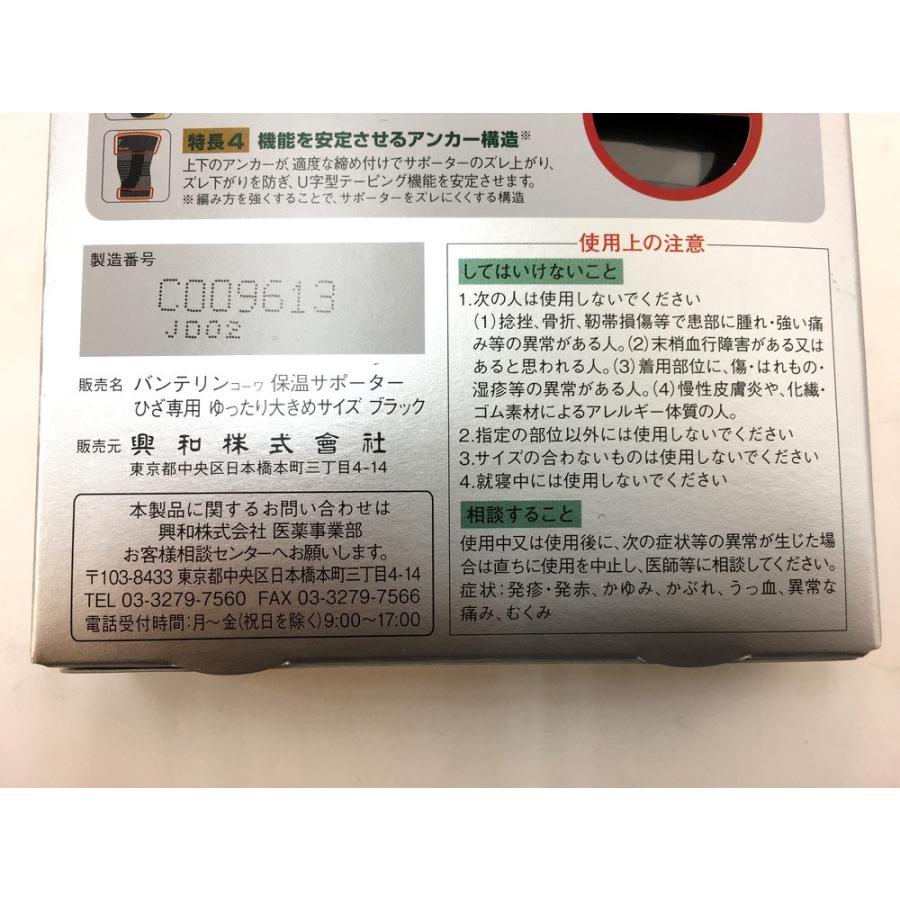 特長4 機能を安定させるアンカー構造※
上下のアンカーが、適度な締め付けでサポーターのズレ上がり、
ズレ下がりを防ぎ、U字型テーピング機能を安定させます。
※編み方を強くすることで、サポーターをズレにくくする構造
製造番号
C009613
JD02
販売名 バンテリンコーワ 保温サポーター
ひざ専用 ゆったり大きめサイズ ブラック
販売元 興和株式會社
東京都中央区日本橋本町三丁目4-14
本製品に関するお問い合わせは
興和株式会社 医薬事業部
お客様相談センターへお願いします。
〒103-8433 東京都中央区日本橋本町三丁目4-14
TEL 03-3279-7560 FAX 03-3279-7566
電話受付時間:月〜金(祝日を除く)9:00〜17:00
使用上の注意
してはいけないこと
1.次の人は使用しないでください
(1)捻挫、骨折、靭帯損傷等で患部に腫れ・強い痛
み等の異常がある人。(2)末梢血行障害がある又は
あると思われる人。(3)着用部位に、傷・はれもの・
湿疹等の異常がある人。(4)慢性皮膚炎や、化繊・
ゴム素材によるアレルギー体質の人。
2.指定の部位以外には使用しないでください
3.サイズの合わないものは使用しないでください
4.就寝中には使用しないでください
相談すること
使用中又は使用後に、次の症状等の異常が生じた場
合は直ちに使用を中止し、医師等に相談してください。
症状:発疹・発赤、かゆみ、かぶれ、うっ血、異常な
痛み、むくみ